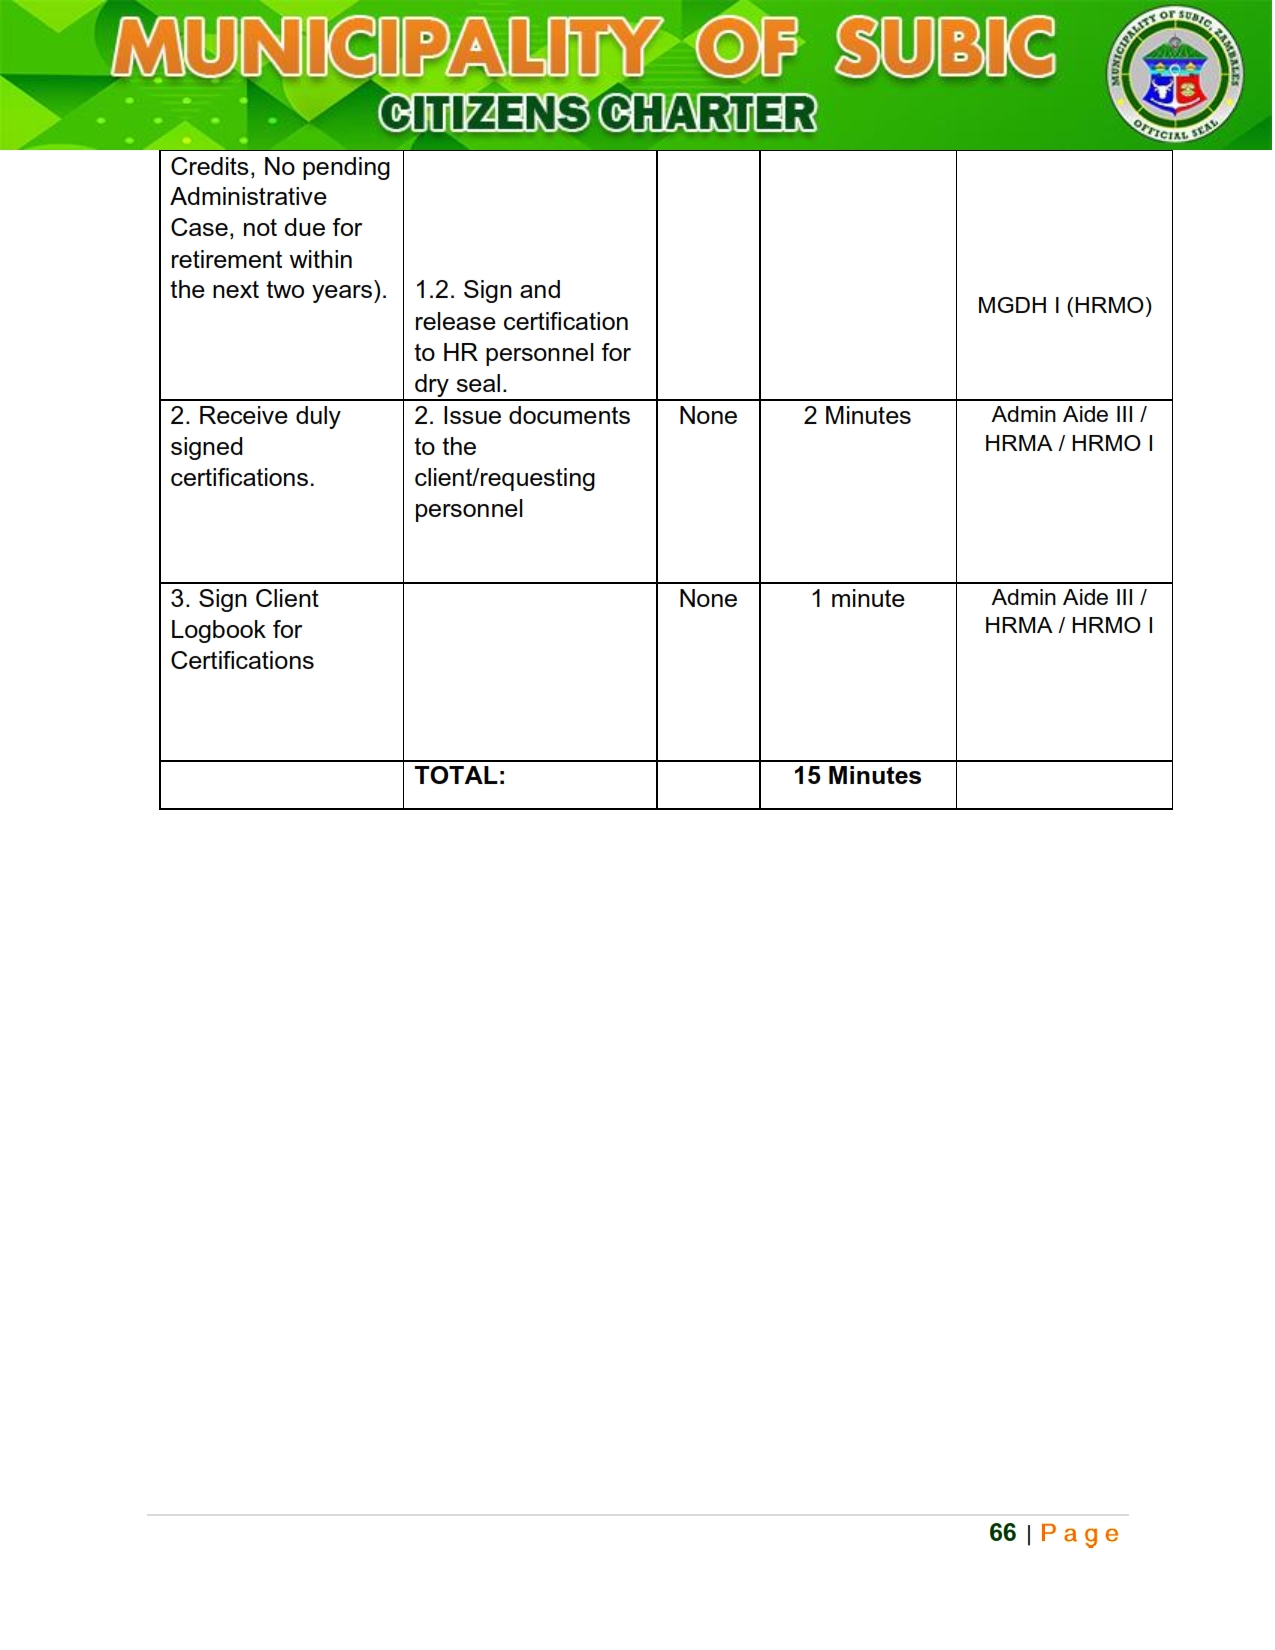 MUNICIPALITY OF SUBIC
CITIZENS CHARTER
MUNICIPALITY OF SUBIC, ZAMBALES
OFFICIAL SEAL
Credits, No pending
Administrative
Case, not due for
retirement within
the next two years).
1.2. Sign and
release certification
to HR personnel for
dry seal.
MGDH I (HRMO)
2. Receive duly
signed
certifications.
2. Issue documents
to the
client/requesting
personnel
None
2 Minutes
Admin Aide III /
HRMA / HRMO I
3. Sign Client
Logbook for
Certifications
None
1 minute
Admin Aide III /
HRMA / HRMO I
TOTAL:
15 Minutes
66 | Page